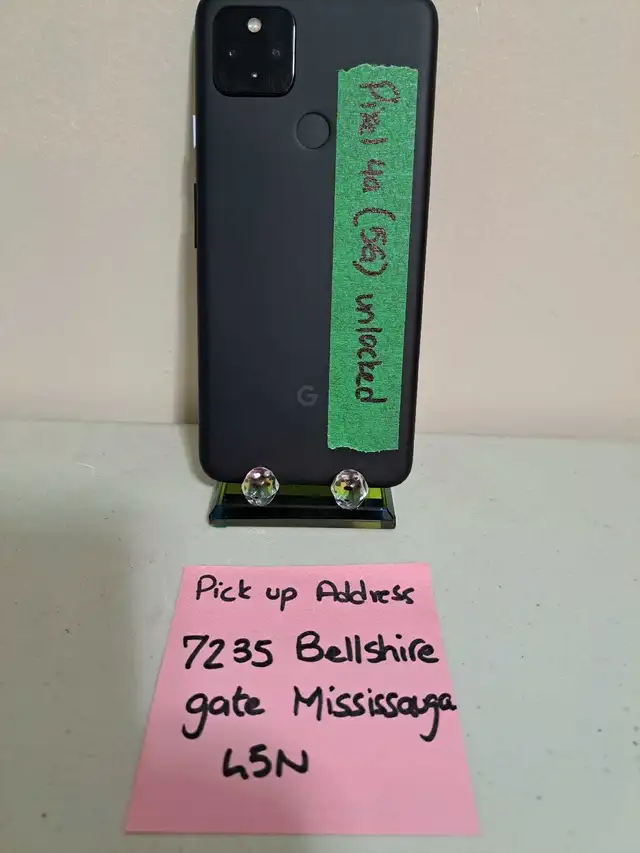 Pixel 4a (5G) unlocked
G
Pick up Address
7235 Bellshire
gate Mississauga
L5N